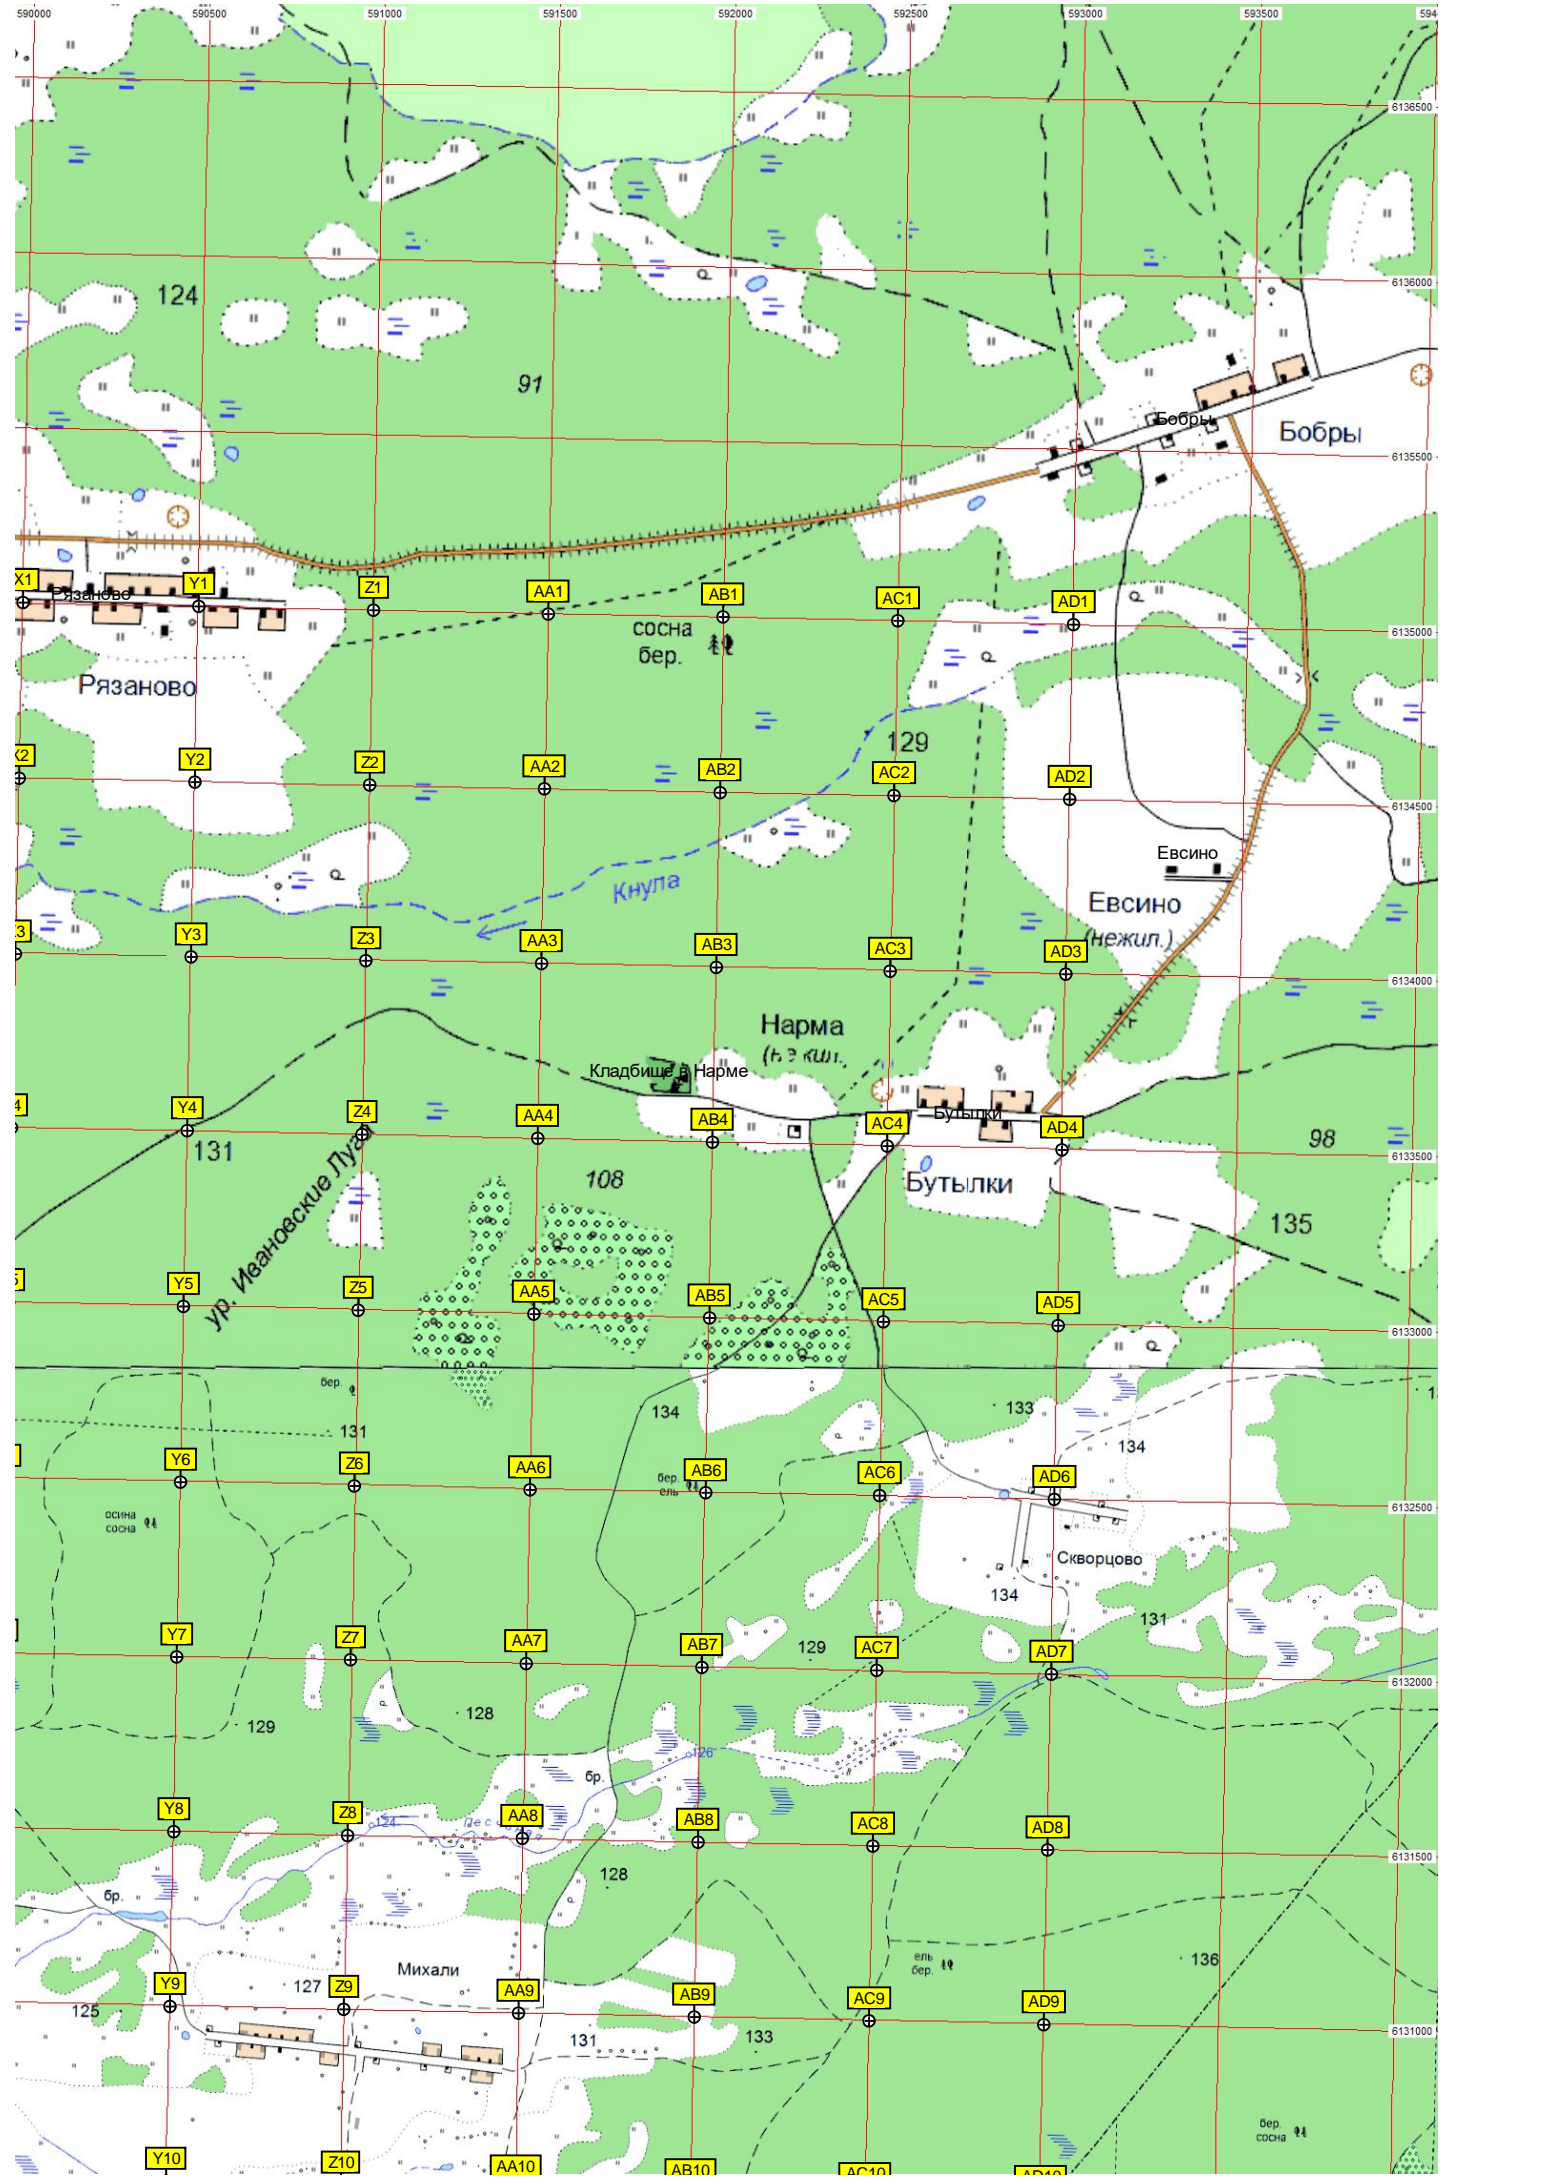 590000 590500 591000 591500 592000 592500 593000 593500
6136500
6136000
124
91
Бобры
Бобры
6135500
X1 Y1 Z1 AA1 AB1 AC1 AD1
Рязаново
сосна
бер.
6135000
Рязаново
129
X2 Y2 Z2 AA2 AB2 AC2 AD2
6134500
Евсино
Кнула
Евсино
(нежил.)
Y3 Z3 AA3 AB3 AC3 AD3
6134000
Нарма
Кладбище в Нарме
Бутылки
Y4 Z4 AA4 AB4 AC4 AD4
131
98
6133500
108
Бутылки
ур. Ивановские Луга
135
Y5 Z5 AA5 AB5 AC5 AD5
6133000
бер.
134
133
131
134
Y6 Z6 AA6 AB6 AC6 AD6
бер.
ель
6132500
осина
сосна
Скворцово
134
131
Y7 Z7 AA7 AB7 AC7 AD7
129
6132000
129
128
126
бр.
Y8 Z8 AA8 AB8 AC8 AD8
124
6131500
128
бр.
ель
бер.
136
Михали
127
Y9 Z9 AA9 AB9 AC9 AD9
125
131
133
6131000
бер.
сосна
Y10 Z10 AA10 AB10 AC10 AD10